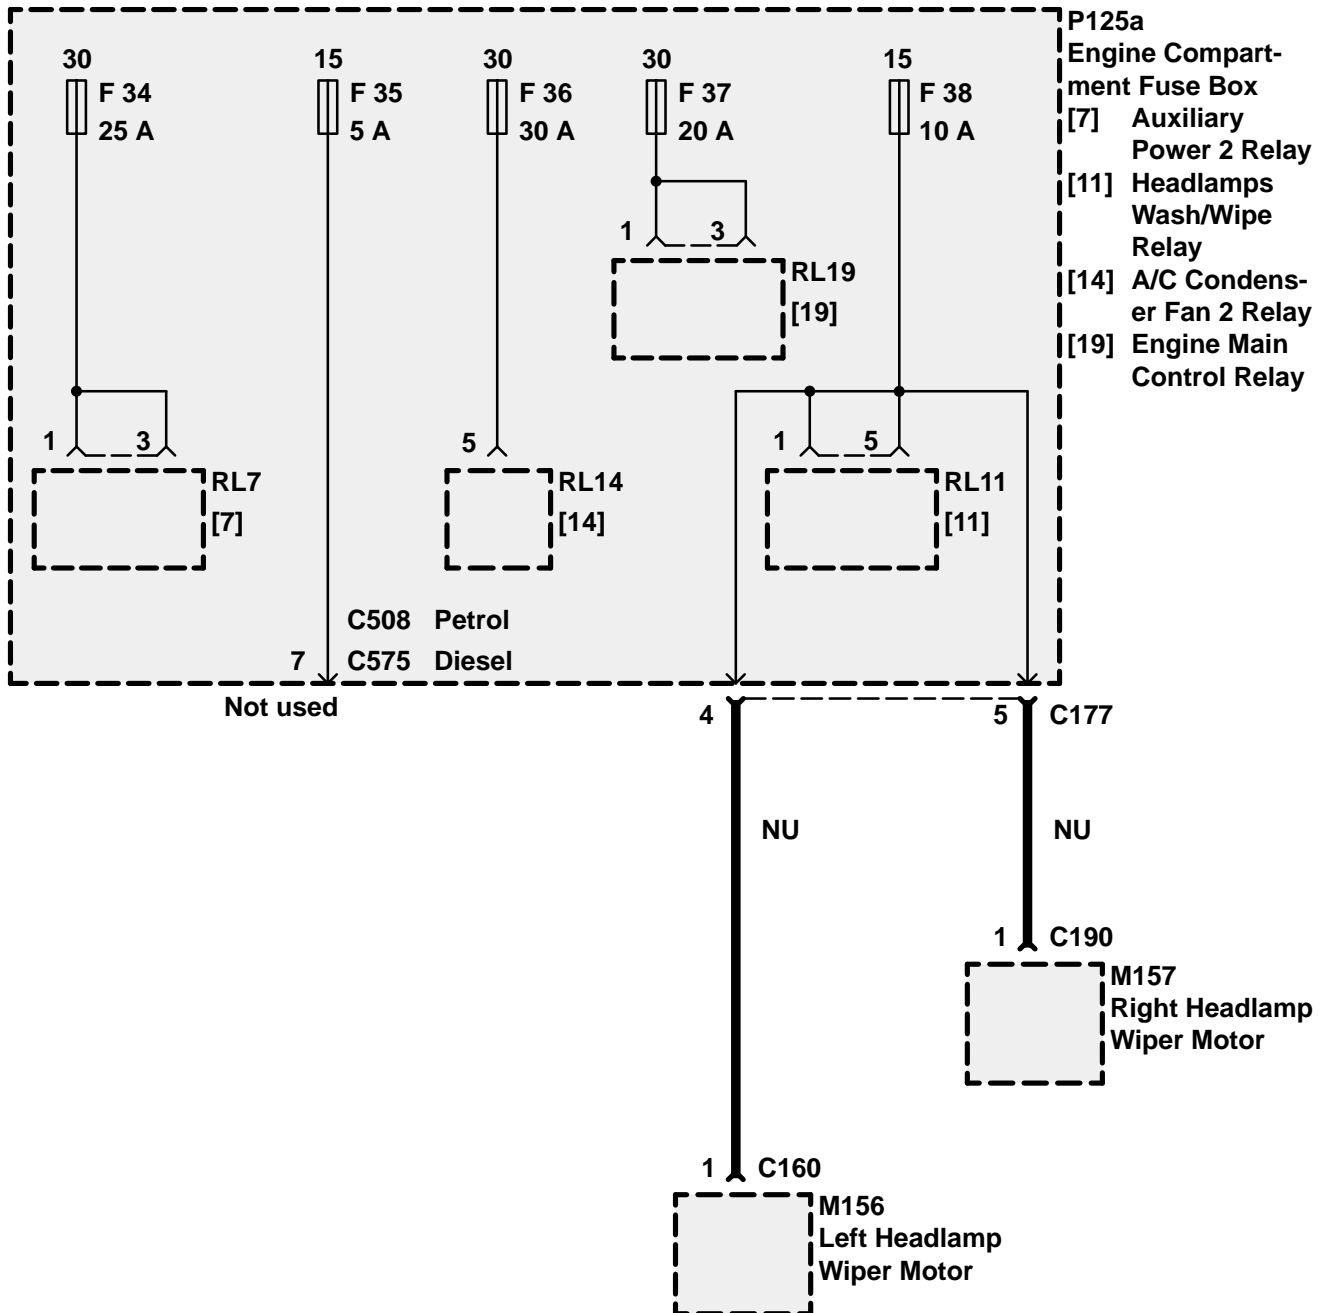 P125a
Engine Compart-
ment Fuse Box
[7] Auxiliary
Power 2 Relay
[11] Headlamps
Wash/Wipe
Relay
[14] A/C Condens-
er Fan 2 Relay
[19] Engine Main
Control Relay
30
F 34
25 A
15
F 35
5 A
30
F 36
30 A
30
F 37
20 A
15
F 38
10 A
1 3
RL19
[19]
1 3
RL7
[7]
5
RL14
[14]
1 5
RL11
[11]
C508 Petrol
7 C575 Diesel
Not used
4 5 C177
NU NU
1 C190
M157
Right Headlamp
Wiper Motor
1 C160
M156
Left Headlamp
Wiper Motor